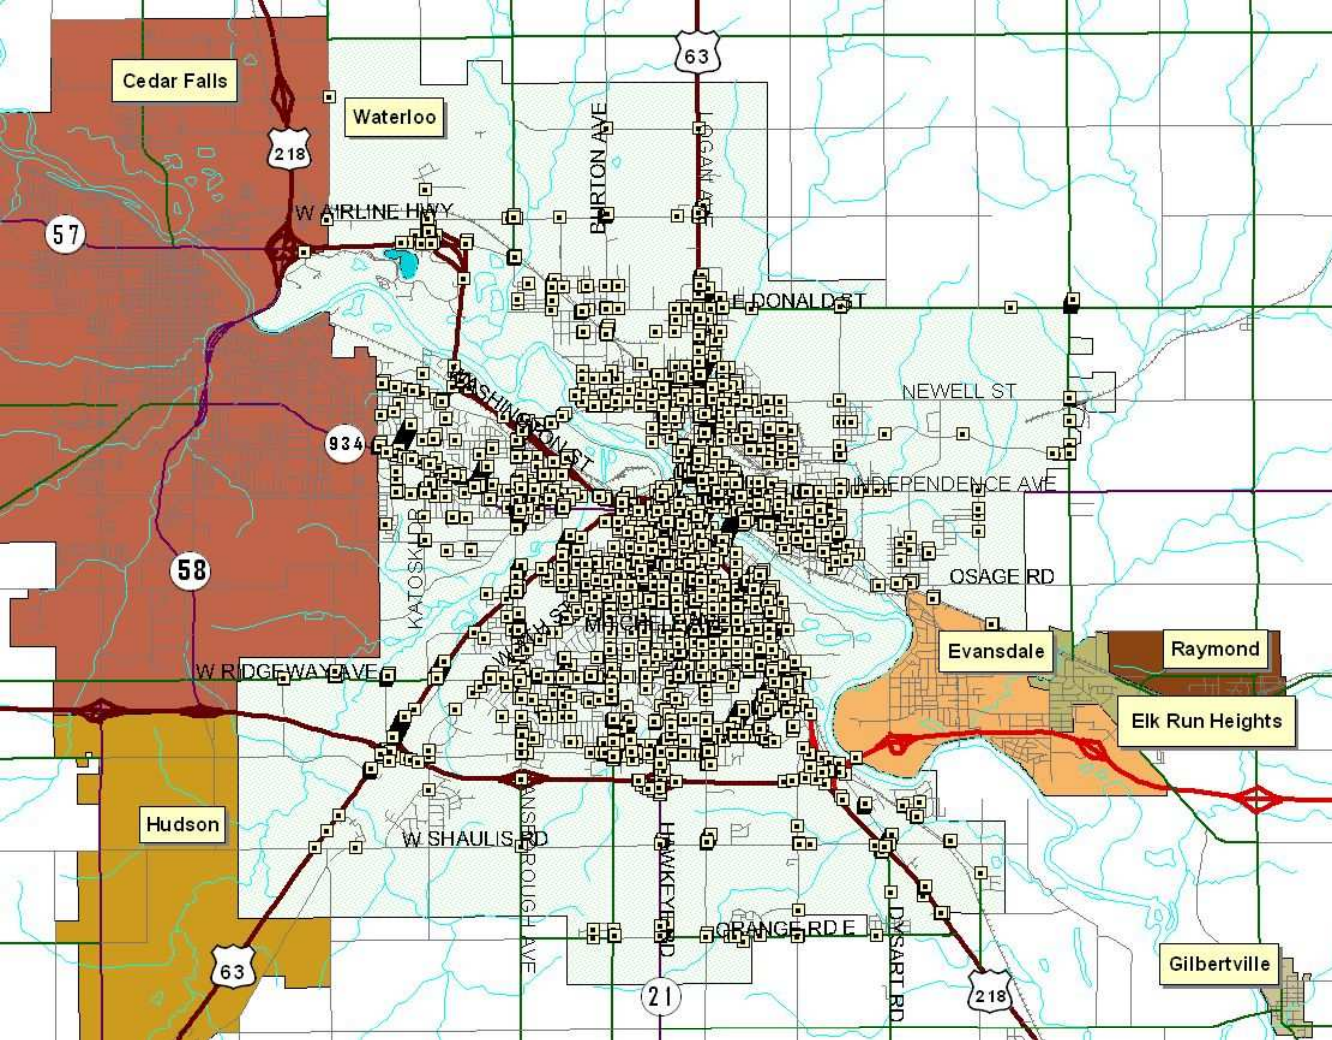 63
Cedar Falls
Waterloo
218
BURTON AVE
LOGAN AVE
W AIRLINE HWY
57
E DONALD ST
WASHINGTON ST
NEWELL ST
934
INDEPENDENCE AVE
KATOSKI DR
58
OSAGE RD
MITCHELL AVE
Evansdale
Raymond
W RIDGEWAY AVE
Elk Run Heights
Hudson
W SHAULIS RD
ANSBOROUGH AVE
HAWKEYE RD
ORANGE RD E
DYSART RD
63
Gilbertville
21
218